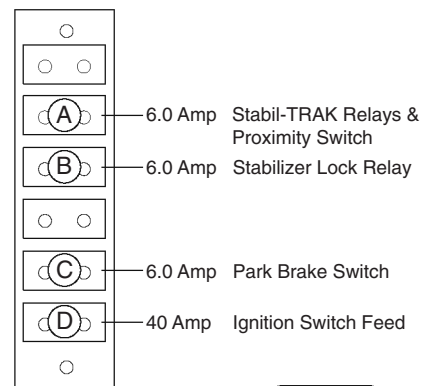 A 6.0 Amp Stabil-TRAK Relays &
Proximity Switch
B 6.0 Amp Stabilizer Lock Relay
C 6.0 Amp Park Brake Switch
D 40 Amp Ignition Switch Feed